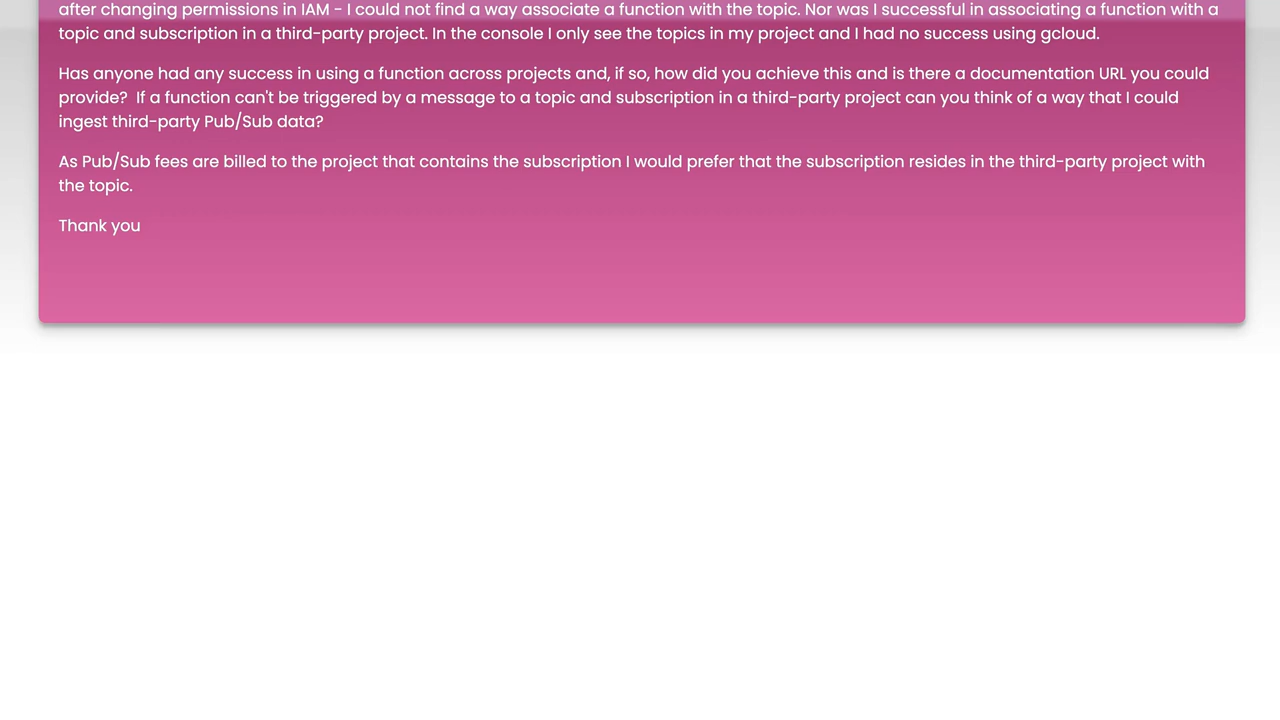 after changing permissions in IAM - I could not find a way associate a function with the topic. Nor was I successful in associating a function with a
topic and subscription in a third-party project. In the console I only see the topics in my project and I had no success using gcloud.
Has anyone had any success in using a function across projects and, if so, how did you achieve this and is there a documentation URL you could
provide?  If a function can't be triggered by a message to a topic and subscription in a third-party project can you think of a way that I could
ingest third-party Pub/Sub data?
As Pub/Sub fees are billed to the project that contains the subscription I would prefer that the subscription resides in the third-party project with
the topic.
Thank you